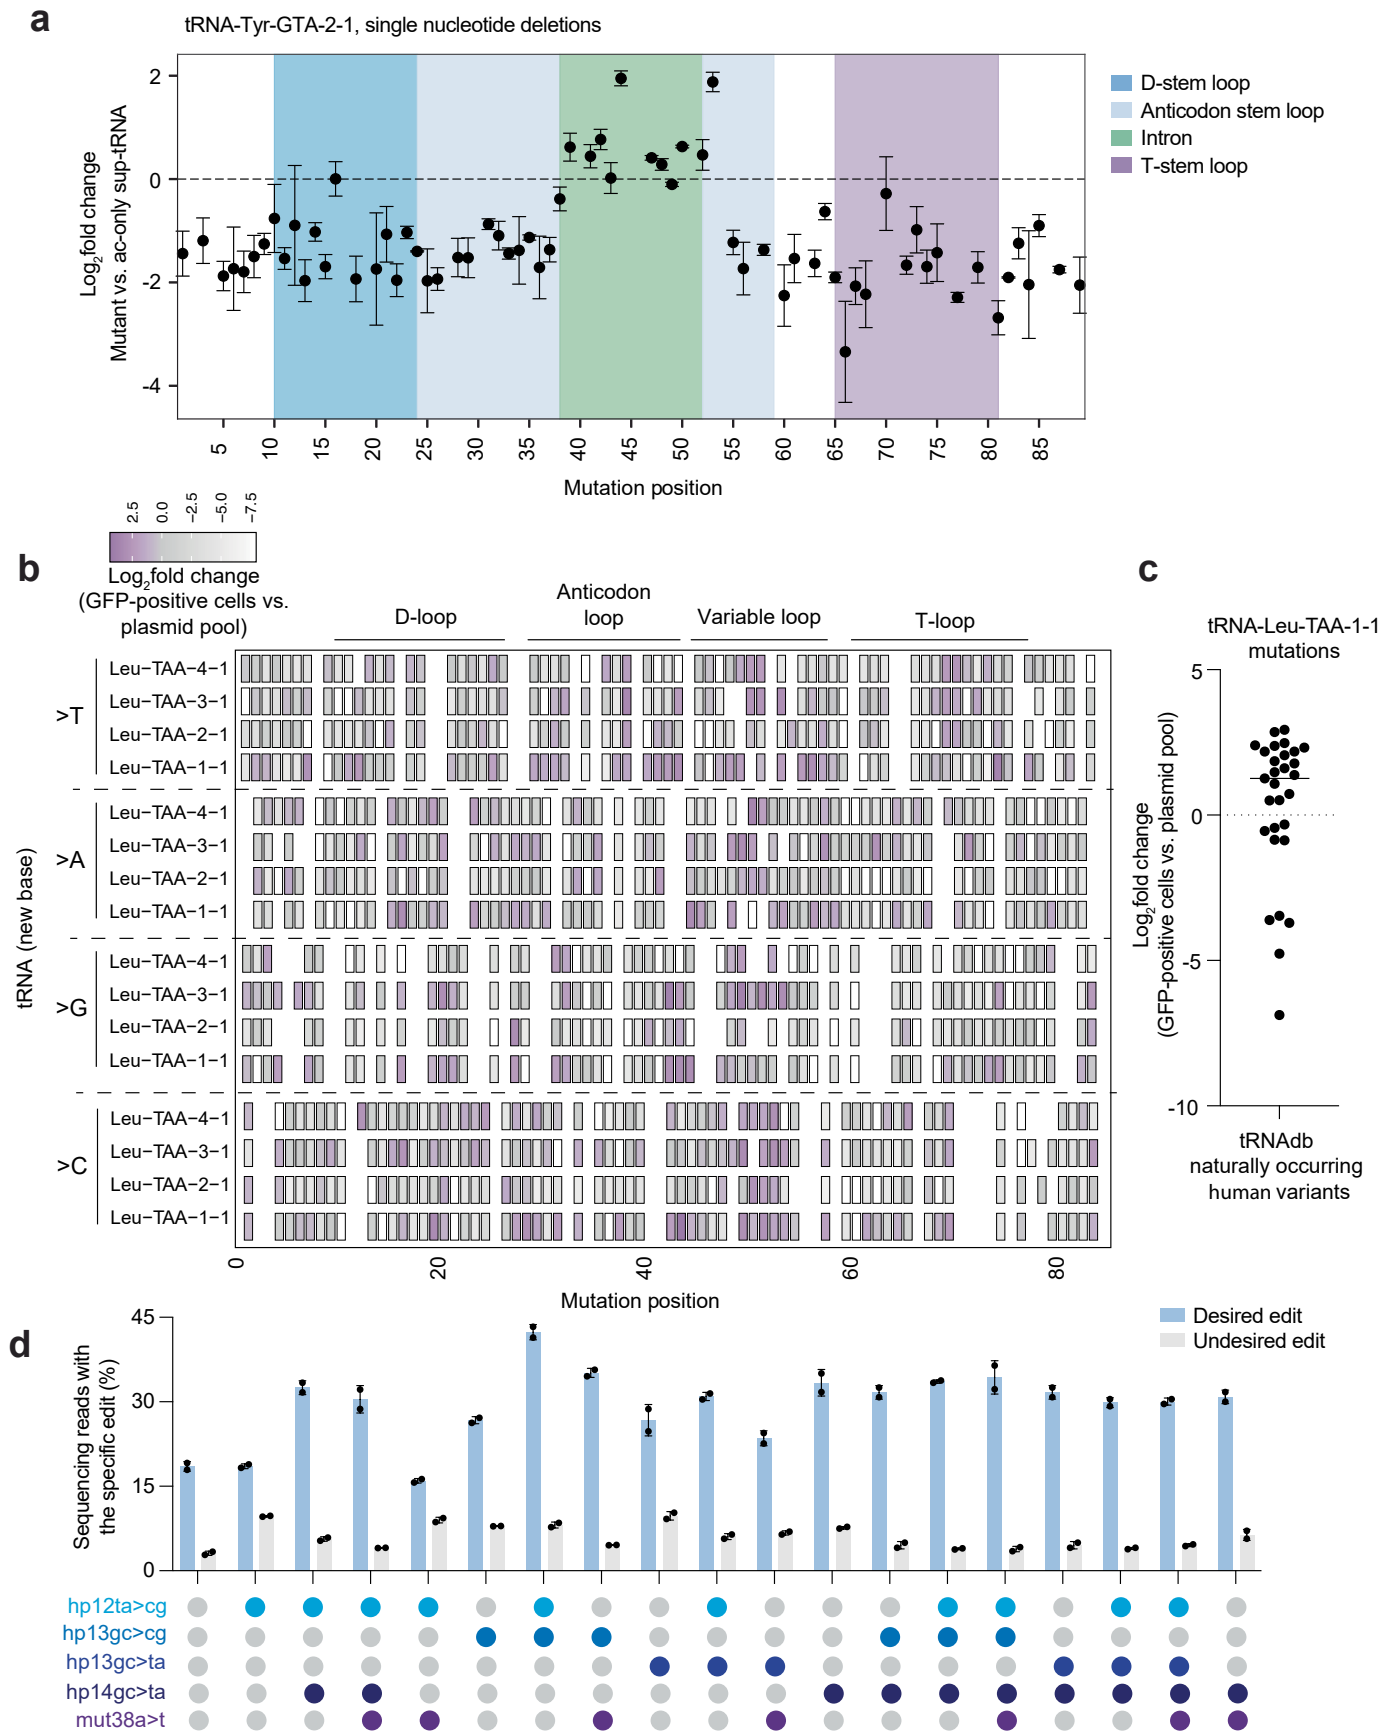 a
tRNA-Tyr-GTA-2-1, single nucleotide deletions
Log2fold change
Mutant vs. ac-only sup-tRNA
2
0
-2
-4
5
10
15
20
25
30
35
40
45
50
55
60
65
70
75
80
85
Mutation position
D-stem loop
Anticodon stem loop
Intron
T-stem loop
b
2.5
0.0
−2.5
−5.0
−7.5
Log2fold change
(GFP-positive cells vs.
plasmid pool)
D-loop
Anticodon
loop
Variable loop
T-loop
tRNA (new base)
>T
Leu−TAA−4−1
Leu−TAA−3−1
Leu−TAA−2−1
Leu−TAA−1−1
>A
Leu−TAA−4−1
Leu−TAA−3−1
Leu−TAA−2−1
Leu−TAA−1−1
>G
Leu−TAA−4−1
Leu−TAA−3−1
Leu−TAA−2−1
Leu−TAA−1−1
>C
Leu−TAA−4−1
Leu−TAA−3−1
Leu−TAA−2−1
Leu−TAA−1−1
0
20
40
60
80
Mutation position
c
tRNA-Leu-TAA-1-1
mutations
Log2fold change
(GFP-positive cells vs. plasmid pool)
5
0
-5
-10
tRNAdb
naturally occurring
human variants
d
Sequencing reads with
the specific edit (%)
45
30
15
0
Desired edit
Undesired edit
hp12ta>cg
hp13gc>cg
hp13gc>ta
hp14gc>ta
mut38a>t